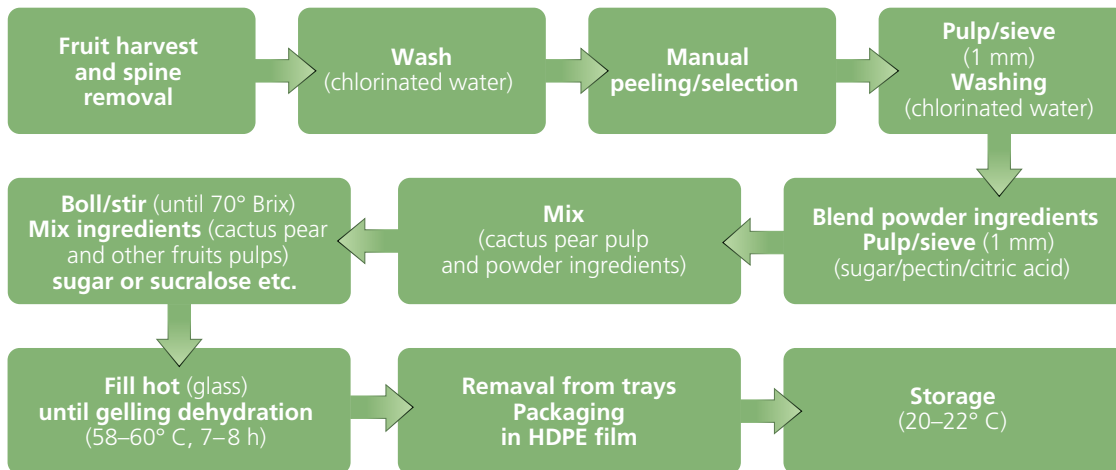 Fruit harvest
and spine
removal
Wash
(chlorinated water)
Manual
peeling/selection
Pulp/sieve
(1 mm)
Washing
(chlorinated water)
Blend powder ingredients
Pulp/sieve (1 mm)
(sugar/pectin/citric acid)
Mix
(cactus pear pulp
and powder ingredients)
Boll/stir (until 70° Brix)
Mix ingredients (cactus pear
and other fruits pulps)
sugar or sucralose etc.
Fill hot (glass)
until gelling dehydration
(58–60° C, 7–8 h)
Remaval from trays
Packaging
in HDPE film
Storage
(20–22° C)